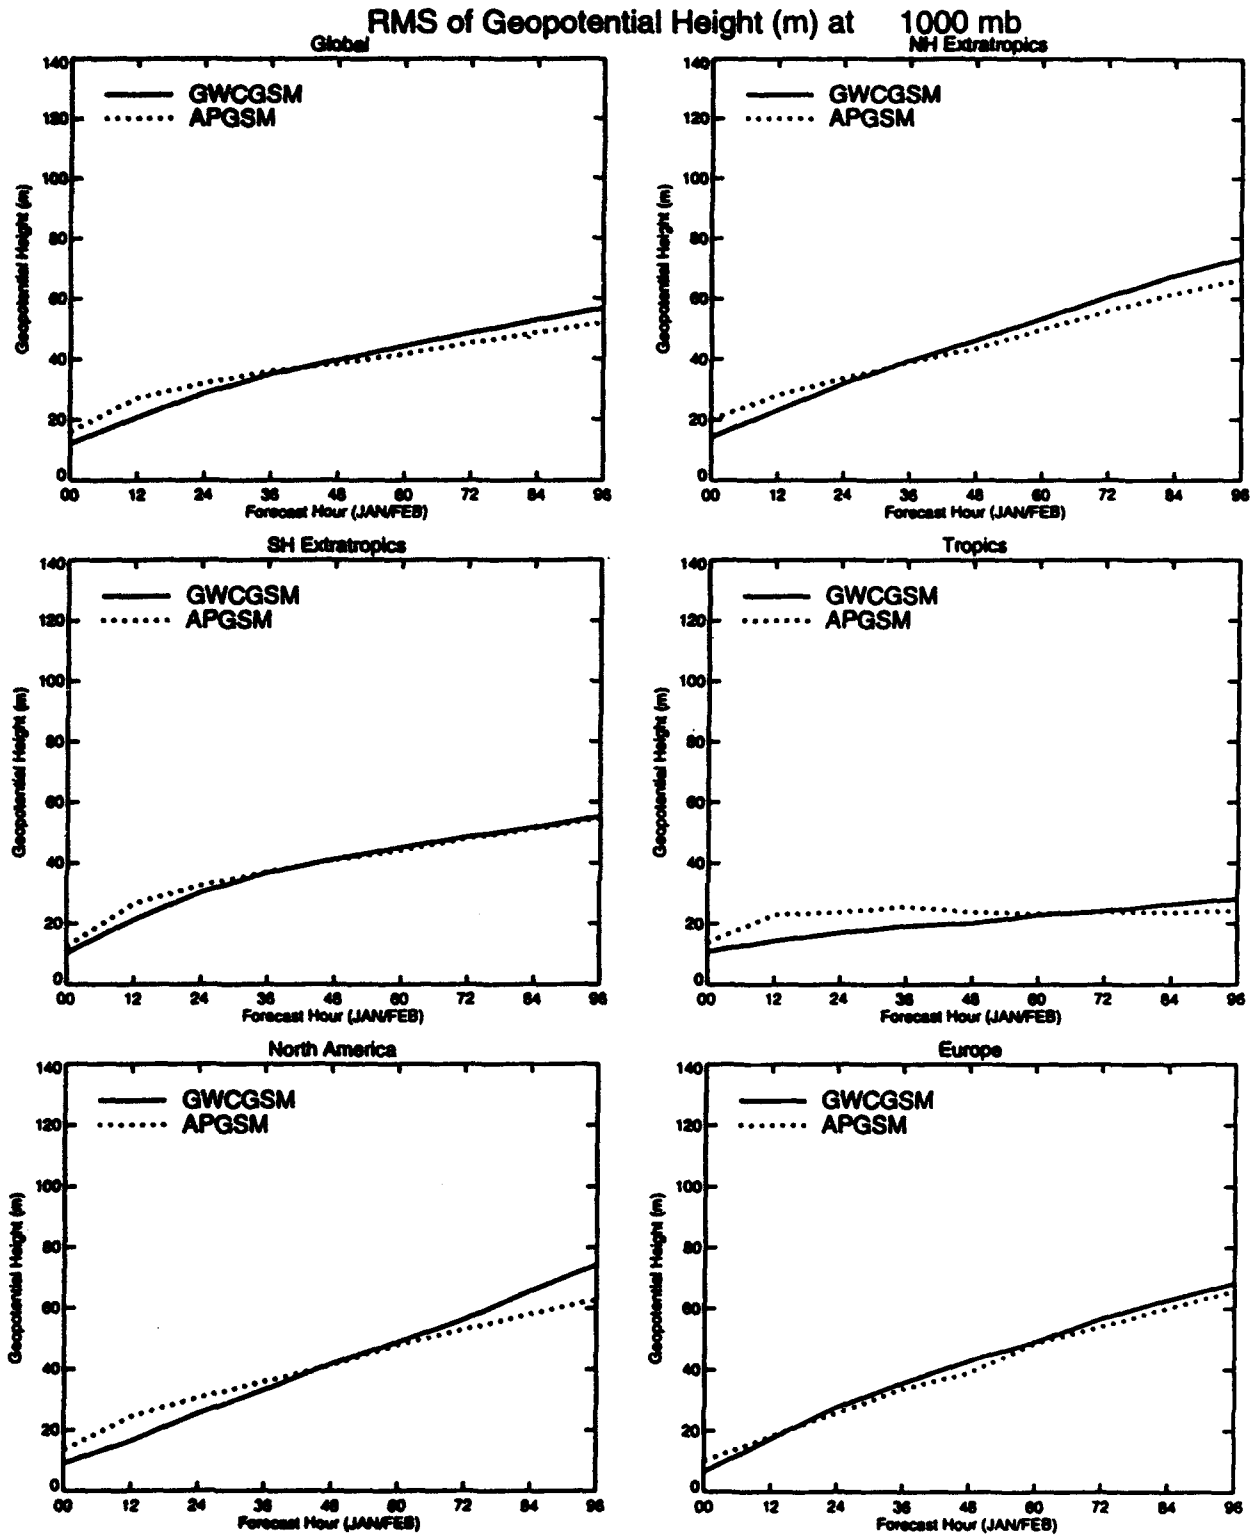 RMS of Geopotential Height (m) at 1000 mb
Global
NH Extratropics
GWCGSM
APGSM
140
120
100
80
60
40
20
0
Geopotential Height (m)
00 12 24 36 48 60 72 84 96
Forecast Hour (JAN/FEB)
GWCGSM
APGSM
140
120
100
80
60
40
20
0
Geopotential Height (m)
00 12 24 36 48 60 72 84 96
Forecast Hour (JAN/FEB)
SH Extratropics
Tropics
GWCGSM
APGSM
140
120
100
80
60
40
20
0
Geopotential Height (m)
00 12 24 36 48 60 72 84 96
Forecast Hour (JAN/FEB)
GWCGSM
APGSM
140
120
100
80
60
40
20
0
Geopotential Height (m)
00 12 24 36 48 60 72 84 96
Forecast Hour (JAN/FEB)
North America
Europe
GWCGSM
APGSM
140
120
100
80
60
40
20
0
Geopotential Height (m)
00 12 24 36 48 60 72 84 96
Forecast Hour (JAN/FEB)
GWCGSM
APGSM
140
120
100
80
60
40
20
0
Geopotential Height (m)
00 12 24 36 48 60 72 84 96
Forecast Hour (JAN/FEB)